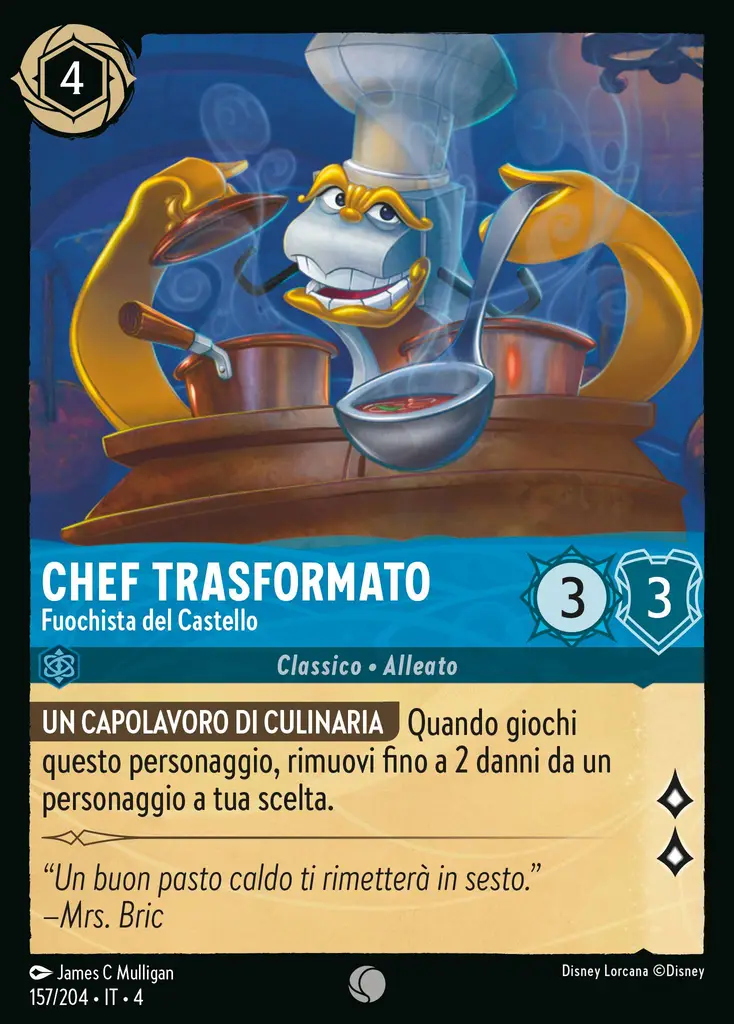 4
CHEF TRASFORMATO
Fuochista del Castello
3
3
Classico • Alleato
UN CAPOLAVORO DI CULINARIA Quando giochi
questo personaggio, rimuovi fino a 2 danni da un
personaggio a tua scelta.
“Un buon pasto caldo ti rimetterà in sesto.”
–Mrs. Bric
James C Mulligan
Disney Lorcana ©Disney
157/204 • IT • 4